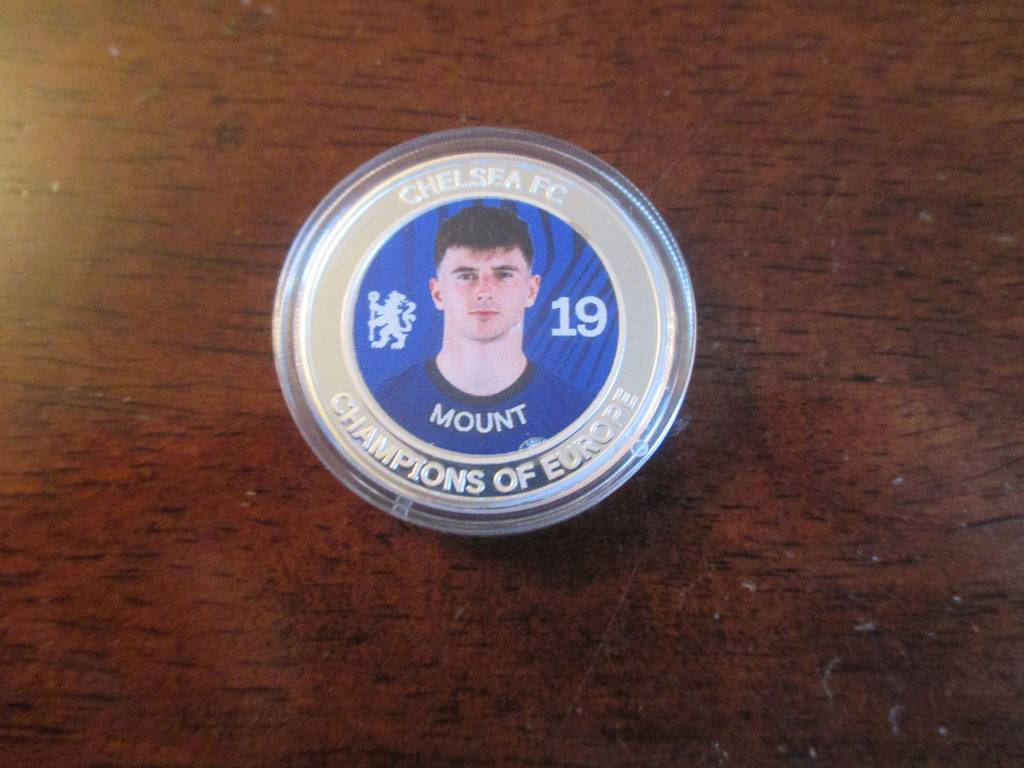 CHELSEA FC
19
MOUNT
CHAMPIONS OF EUROPE